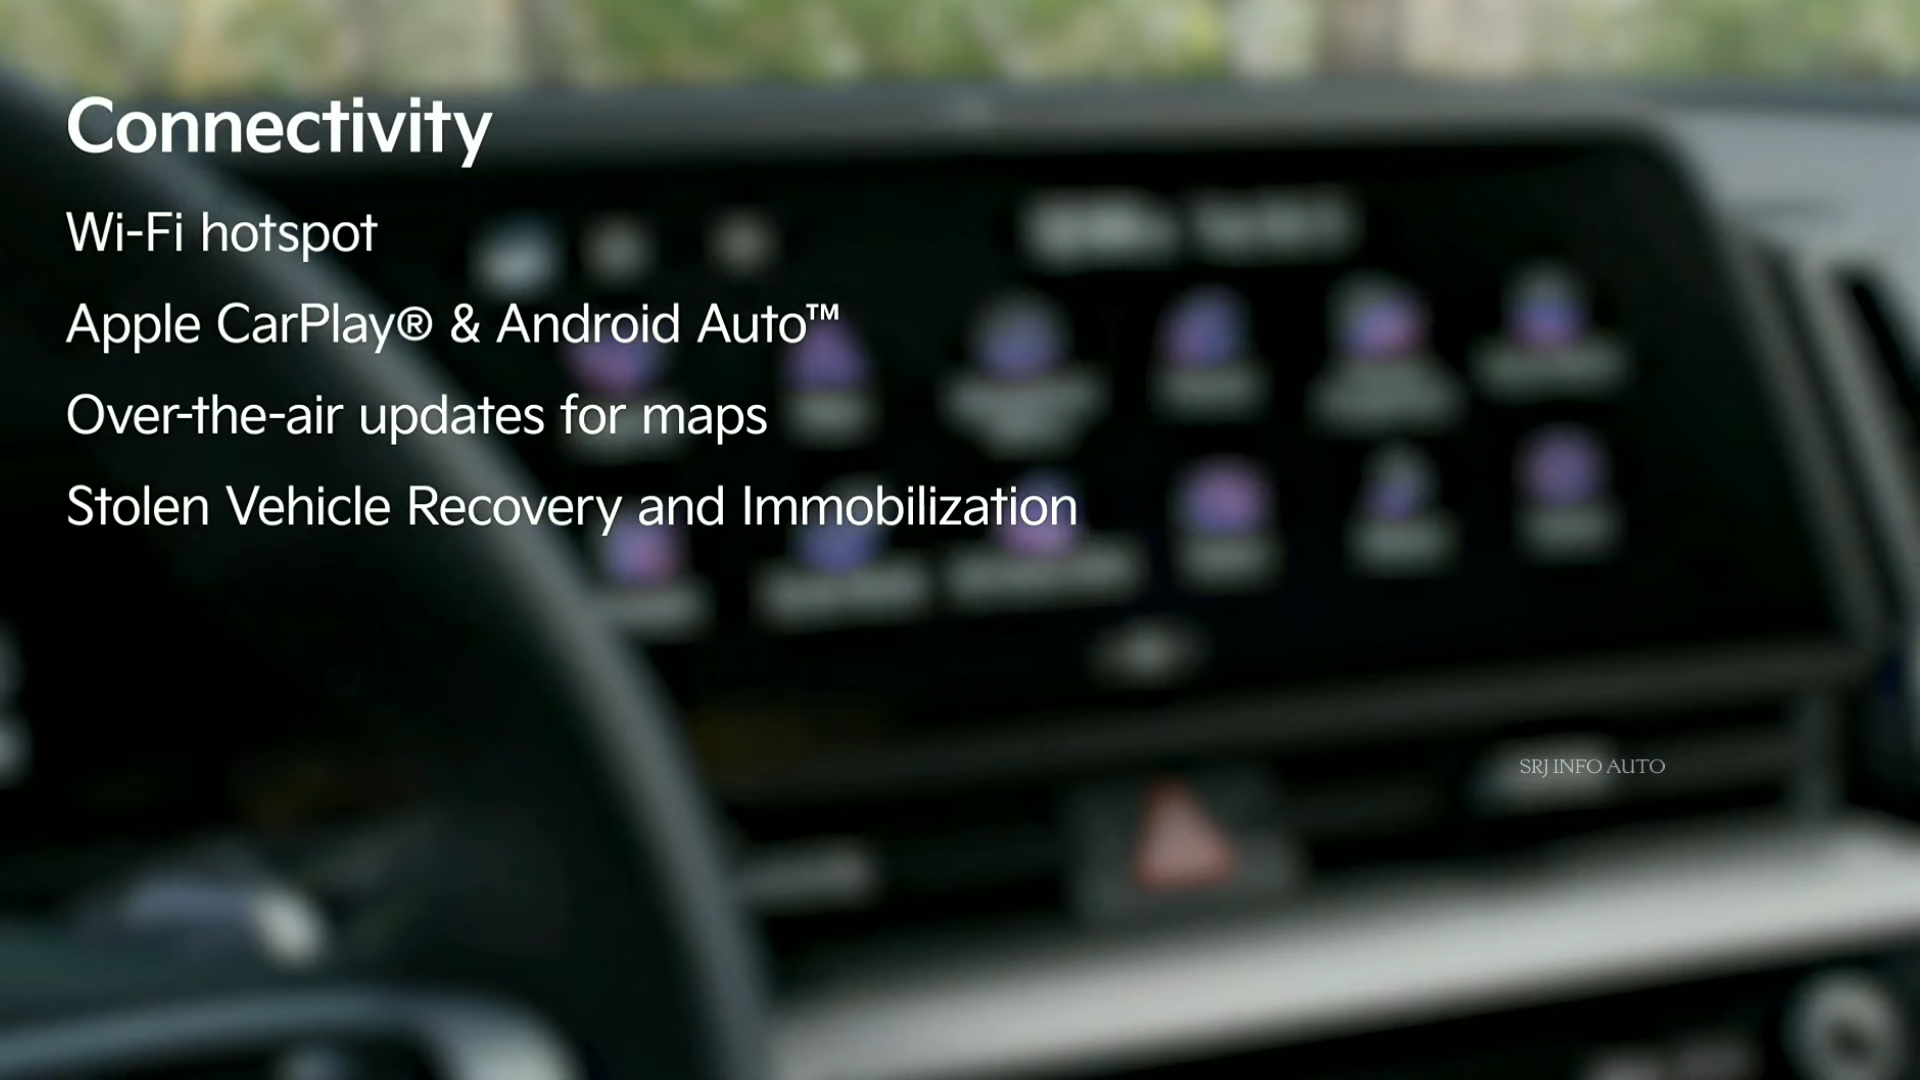 Connectivity
Wi-Fi hotspot
Apple CarPlay® & Android Auto™
Over-the-air updates for maps
Stolen Vehicle Recovery and Immobilization
SRJ INFO AUTO